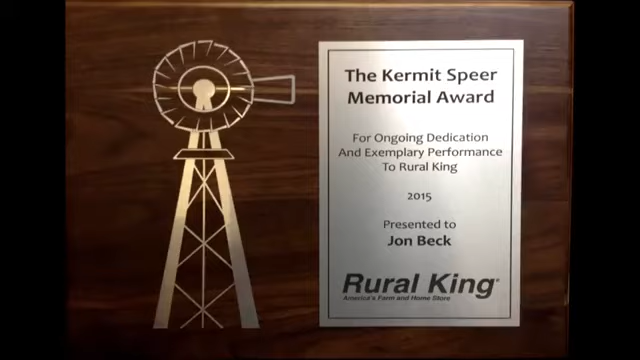 The Kermit Speer
Memorial Award
For Ongoing Dedication
And Exemplary Performance
To Rural King
2015
Presented to
Jon Beck
Rural King®
America's Farm and Home Store